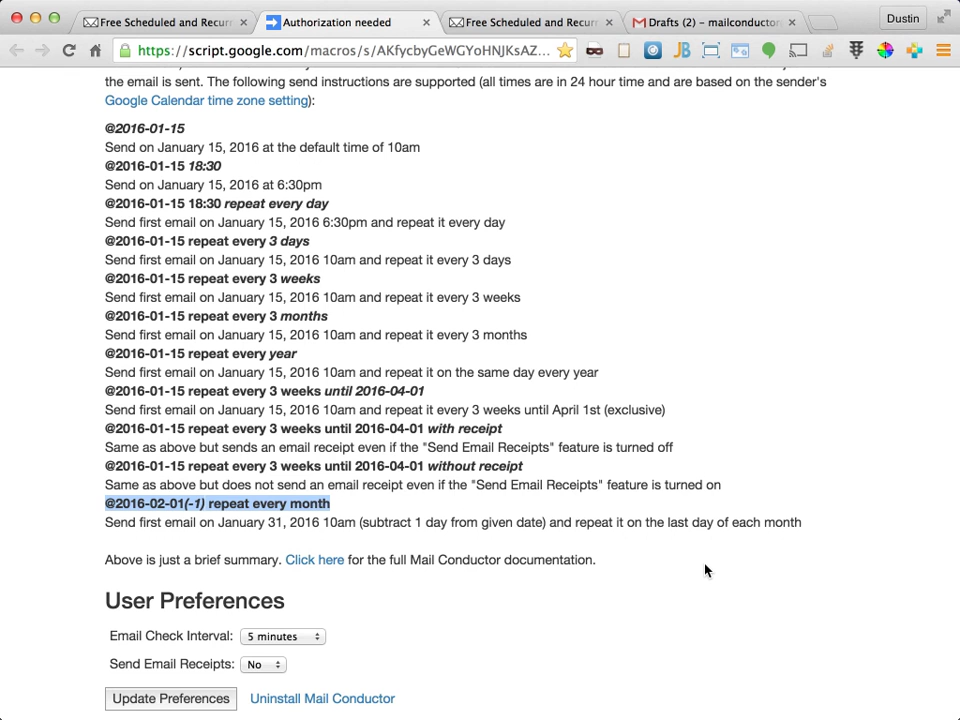 Free Scheduled and Recurr
Authorization needed
Free Scheduled and Recurr
Drafts (2) – mailconductor
Dustin
https://script.google.com/macros/s/AKfycbyGeWGYoHNJKsAZ...
JB
the email is sent. The following send instructions are supported (all times are in 24 hour time and are based on the sender's
Google Calendar time zone setting):
@2016-01-15
Send on January 15, 2016 at the default time of 10am
@2016-01-15 18:30
Send on January 15, 2016 at 6:30pm
@2016-01-15 18:30 repeat every day
Send first email on January 15, 2016 6:30pm and repeat it every day
@2016-01-15 repeat every 3 days
Send first email on January 15, 2016 10am and repeat it every 3 days
@2016-01-15 repeat every 3 weeks
Send first email on January 15, 2016 10am and repeat it every 3 weeks
@2016-01-15 repeat every 3 months
Send first email on January 15, 2016 10am and repeat it every 3 months
@2016-01-15 repeat every year
Send first email on January 15, 2016 10am and repeat it on the same day every year
@2016-01-15 repeat every 3 weeks until 2016-04-01
Send first email on January 15, 2016 10am and repeat it every 3 weeks until April 1st (exclusive)
@2016-01-15 repeat every 3 weeks until 2016-04-01 with receipt
Same as above but sends an email receipt even if the "Send Email Receipts" feature is turned off
@2016-01-15 repeat every 3 weeks until 2016-04-01 without receipt
Same as above but does not send an email receipt even if the "Send Email Receipts" feature is turned on
@2016-02-01(-1) repeat every month
Send first email on January 31, 2016 10am (subtract 1 day from given date) and repeat it on the last day of each month
Above is just a brief summary. Click here for the full Mail Conductor documentation.
User Preferences
Email Check Interval: 5 minutes
Send Email Receipts: No
Update Preferences Uninstall Mail Conductor